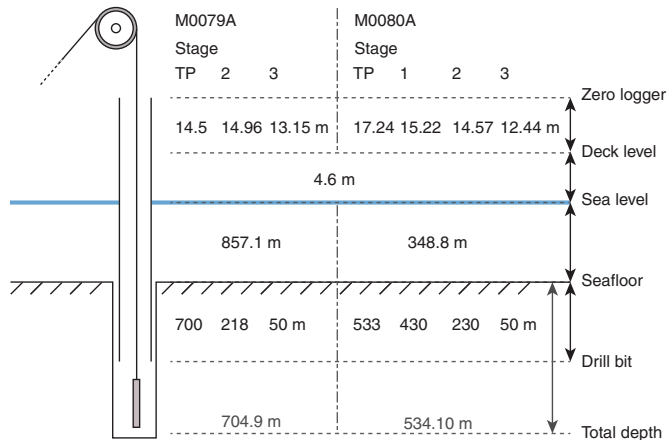 M0079A M0080A
Stage Stage
TP 2 3 TP 1 2 3
Zero logger
14.5 14.96 13.15 m 17.24 15.22 14.57 12.44 m
Deck level
4.6 m
Sea level
857.1 m 348.8 m
Seafloor
700 218 50 m 533 430 230 50 m
Drill bit
704.9 m 534.10 m
Total depth